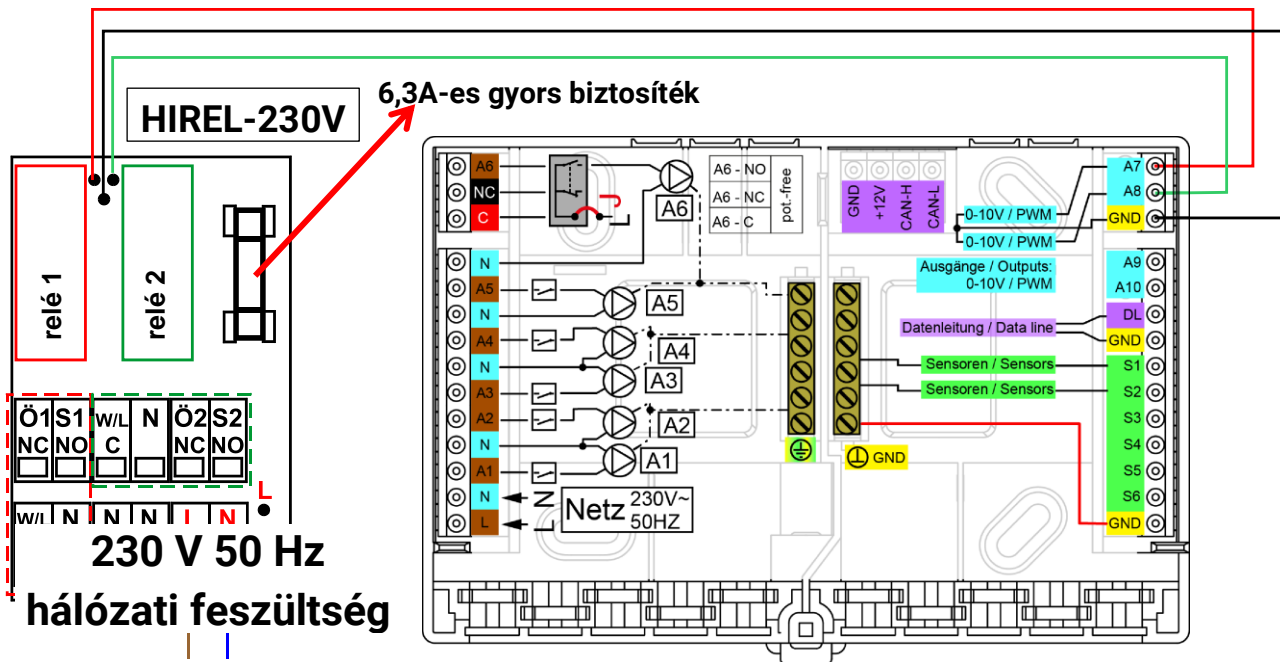 HIREL-230V
6,3A-es gyors biztosíték
relé 1
relé 2
Ö1 S1 W/L N Ö2 S2
NC NO C NC NO
L
W/L N N N L N
230 V 50 Hz
hálózati feszültség
A6
NC
C
N
A5
N
A4
N
A3
A2
N
A1
N
L
L
A6
A6 - NO
A6 - NC
A6 - C
pot.-free
A5
A4
A3
A2
A1
N
L
Netz 230V~
50HZ
GND
+12V
CAN-H
CAN-L
0-10V / PWM
0-10V / PWM
Ausgänge / Outputs:
0-10V / PWM
Datenleitung / Data line
Sensoren / Sensors
Sensoren / Sensors
GND
A7
A8
GND
A9
A10
DL
GND
S1
S2
S3
S4
S5
S6
GND